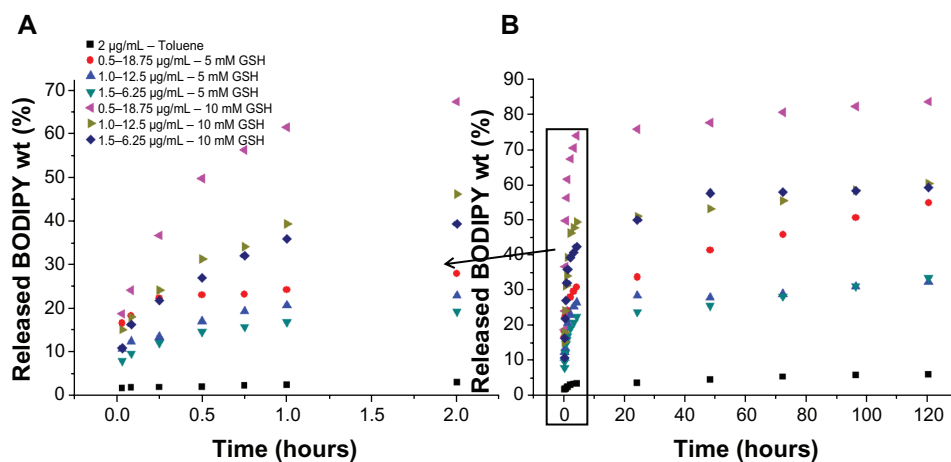 A
2 µg/mL – Toluene
0.5–18.75 µg/mL – 5 mM GSH
1.0–12.5 µg/mL – 5 mM GSH
1.5–6.25 µg/mL – 5 mM GSH
0.5–18.75 µg/mL – 10 mM GSH
1.0–12.5 µg/mL – 10 mM GSH
1.5–6.25 µg/mL – 10 mM GSH
Released BODIPY wt (%)
70
60
50
40
30
20
10
0
0.0
0.5
1.0
1.5
2.0
Time (hours)
B
Released BODIPY wt (%)
90
80
70
60
50
40
30
20
10
0
0
20
40
60
80
100
120
Time (hours)